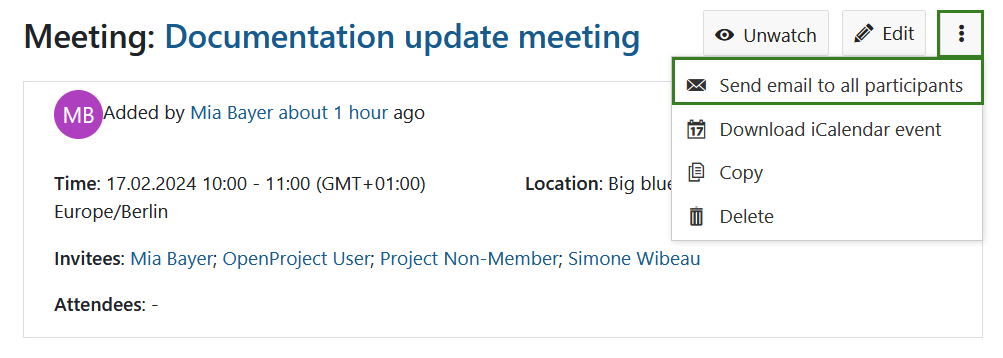 Meeting: Documentation update meeting
Unwatch
Edit
Send email to all participants
Download iCalendar event
17
Copy
Delete
MB
Added by Mia Bayer about 1 hour ago
Time: 17.02.2024 10:00 - 11:00 (GMT+01:00)
Europe/Berlin
Location: Big blue
Invitees: Mia Bayer; OpenProject User; Project Non-Member; Simone Wibeau
Attendees: -